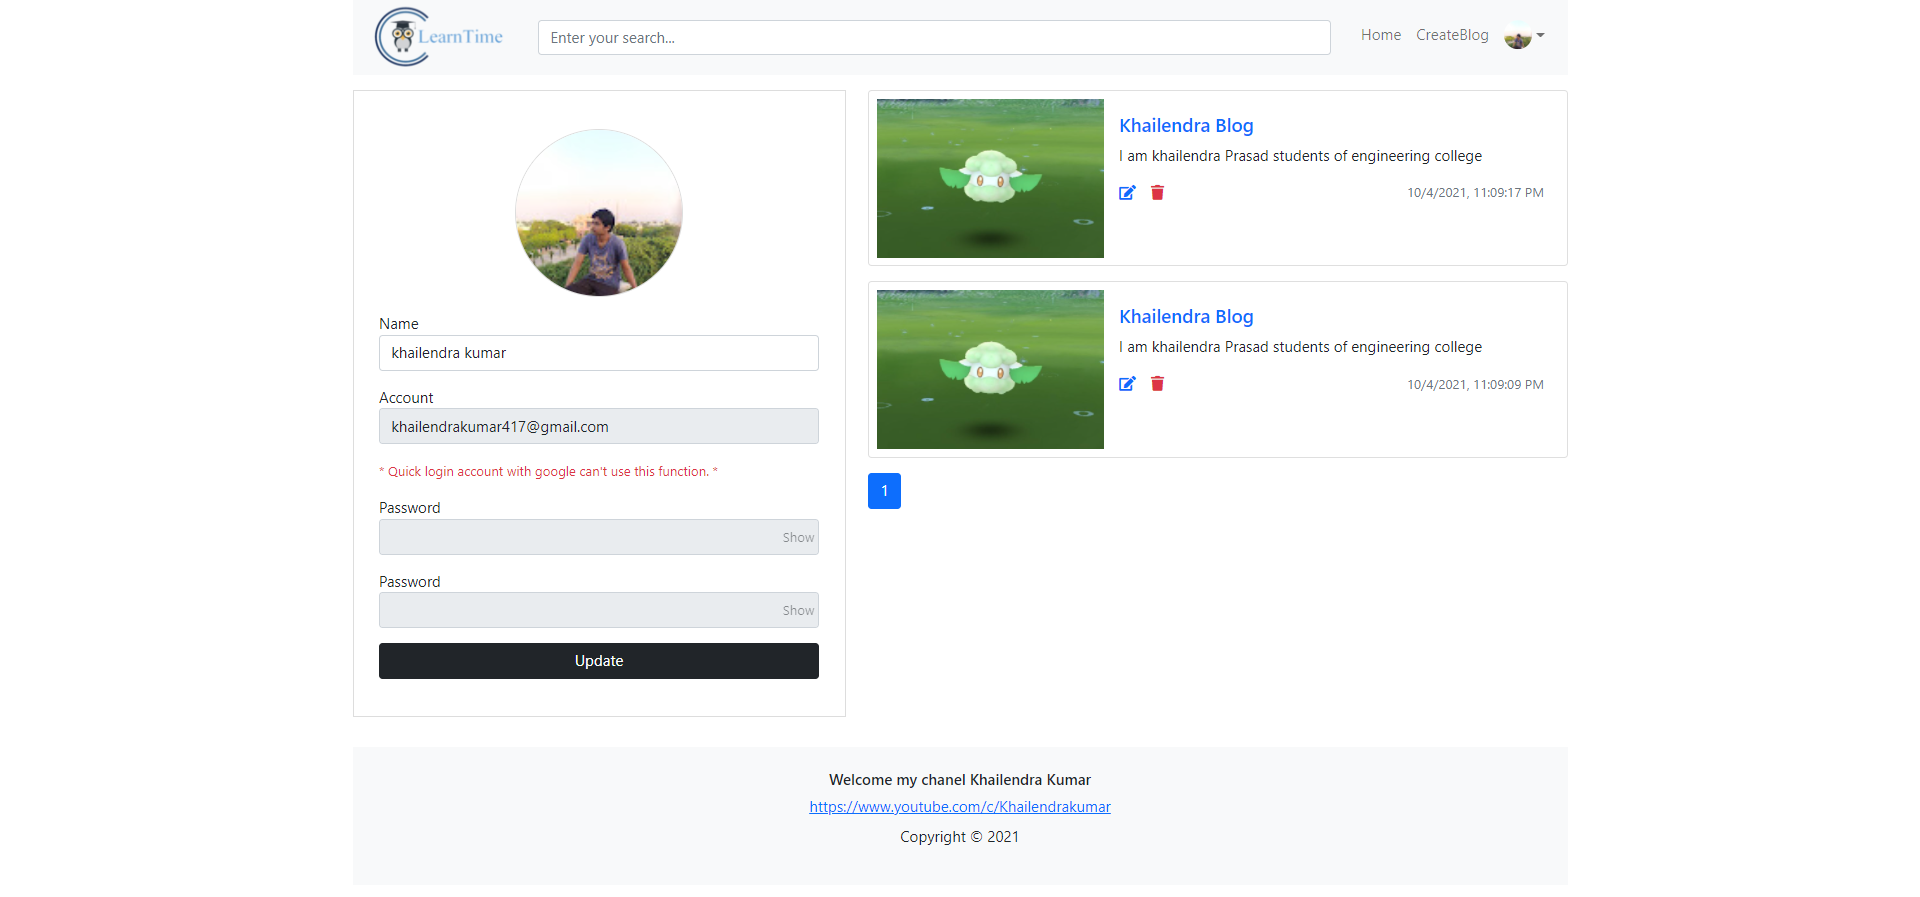 LearnTime
Enter your search...
Home CreateBlog
Name
khailendra kumar
Account
khailendrakumar417@gmail.com
* Quick login account with google can't use this function. *
Password
Show
Password
Show
Update
Khailendra Blog
I am khailendra Prasad students of engineering college
10/4/2021, 11:09:17 PM
Khailendra Blog
I am khailendra Prasad students of engineering college
10/4/2021, 11:09:09 PM
1
Welcome my chanel Khailendra Kumar
https://www.youtube.com/c/Khailendrakumar
Copyright © 2021